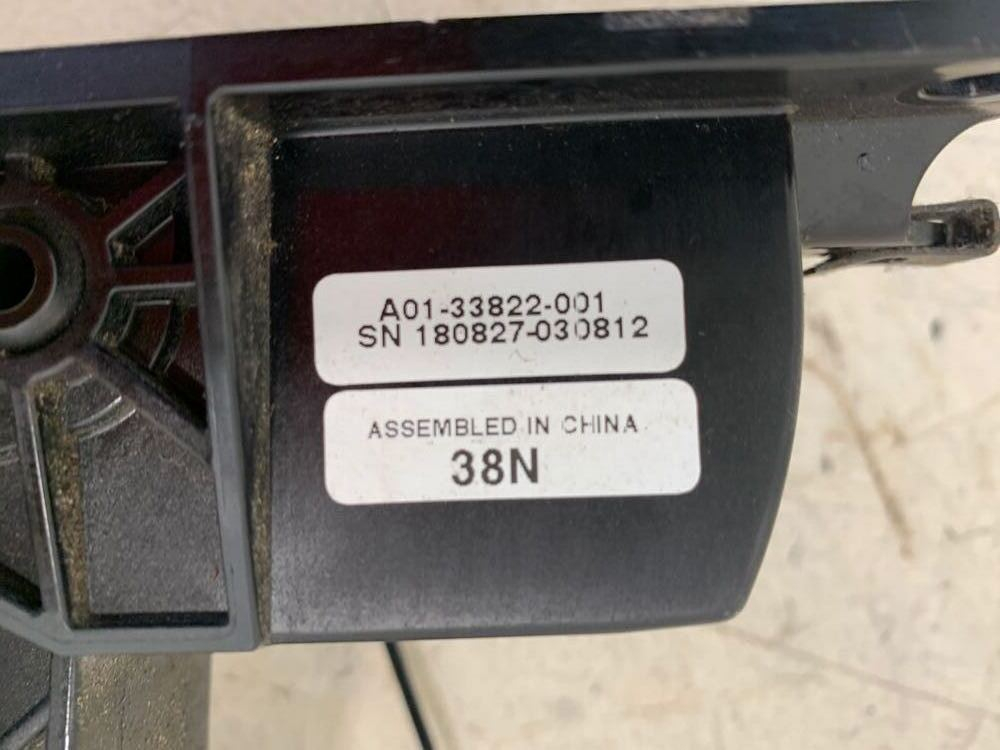 A01-33822-001
SN 180827-030812
ASSEMBLED IN CHINA
38N